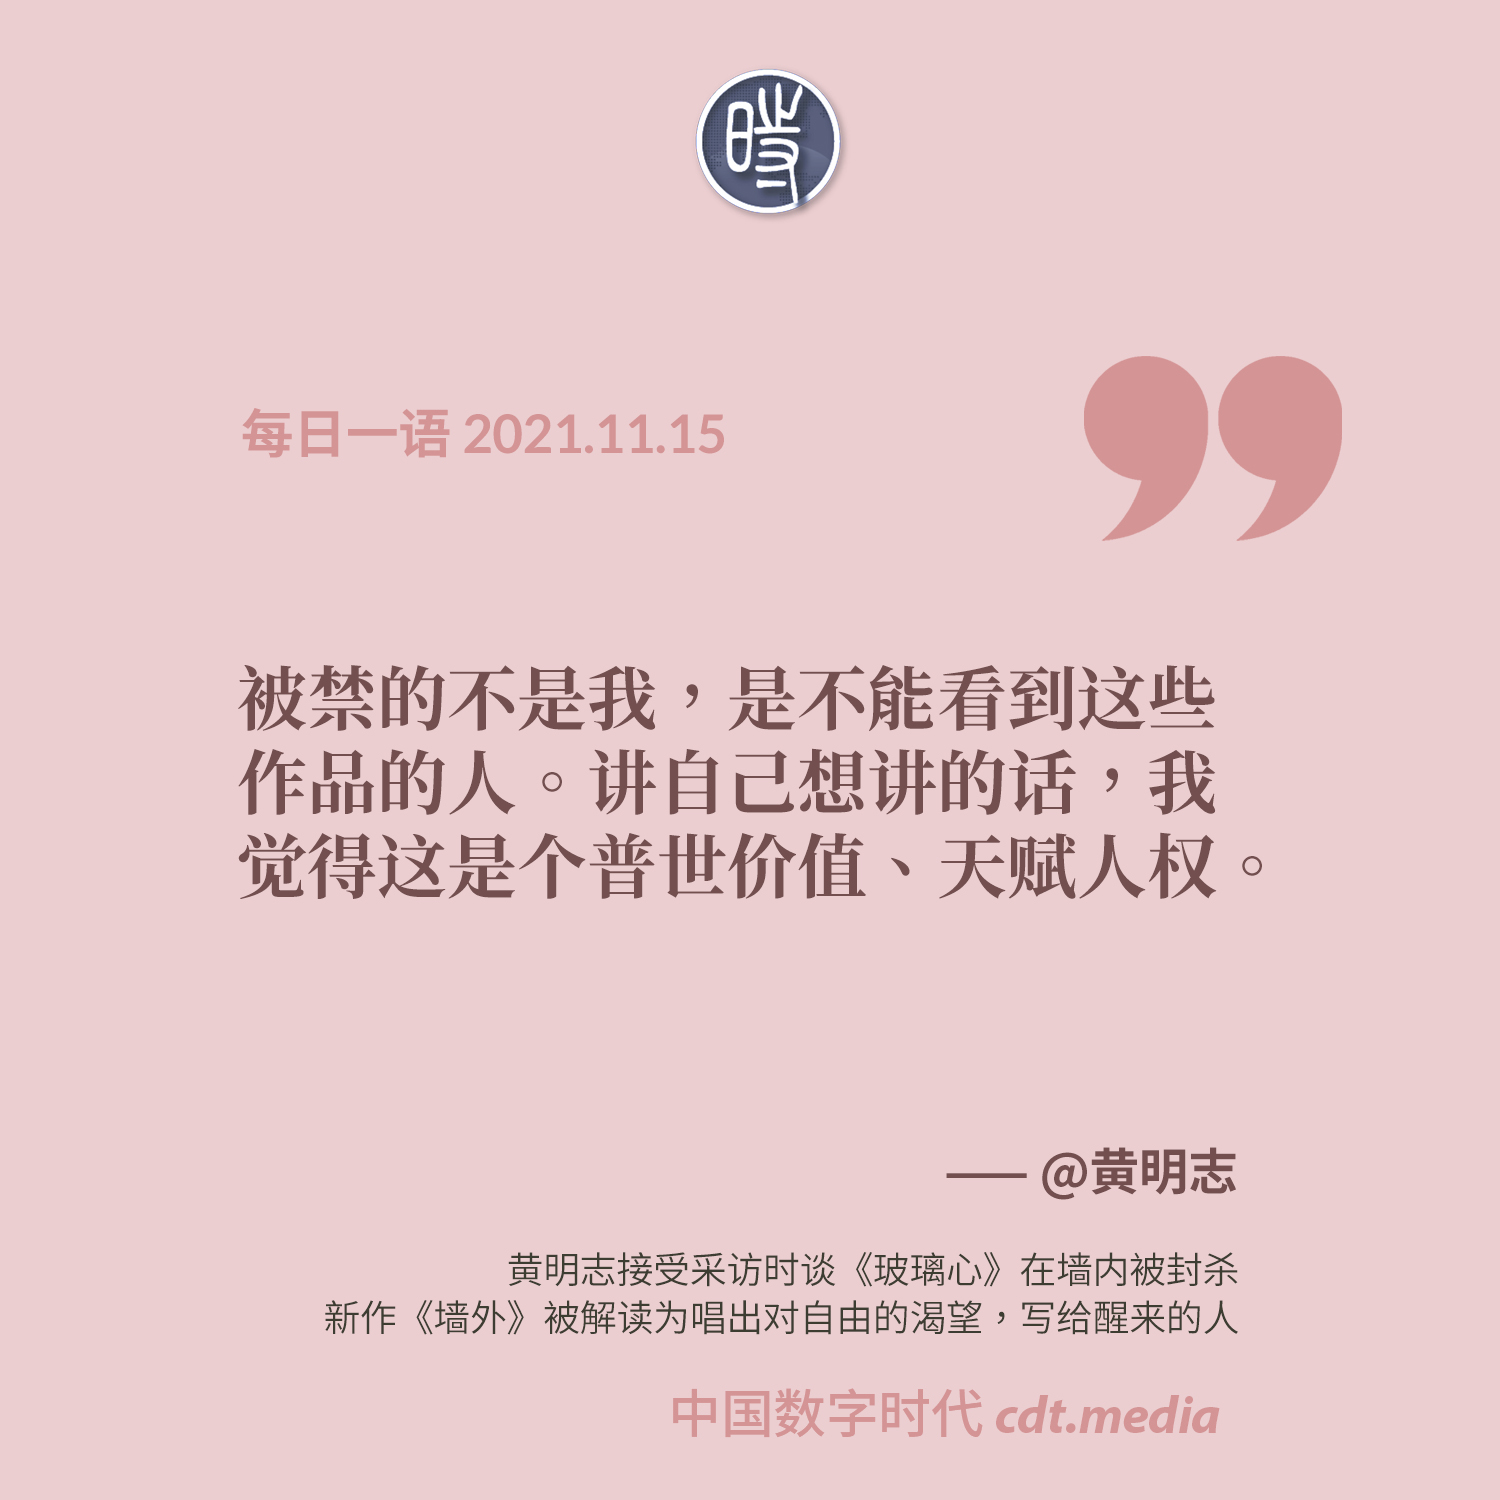 時
每日一语 2021.11.15
被禁的不是我，是不能看到这些
作品的人。讲自己想讲的话，我
觉得这是个普世价值、天赋人权。
—— @黄明志
黄明志接受采访时谈《玻璃心》在墙内被封杀
新作《墙外》被解读为唱出对自由的渴望，写给醒来的人
中国数字时代 cdt.media